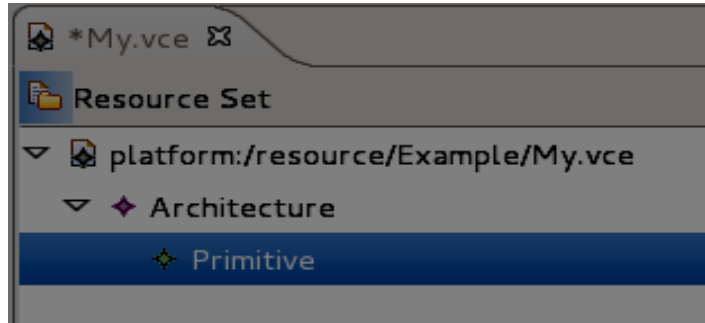 *My.vce
Resource Set
platform:/resource/Example/My.vce
Architecture
Primitive